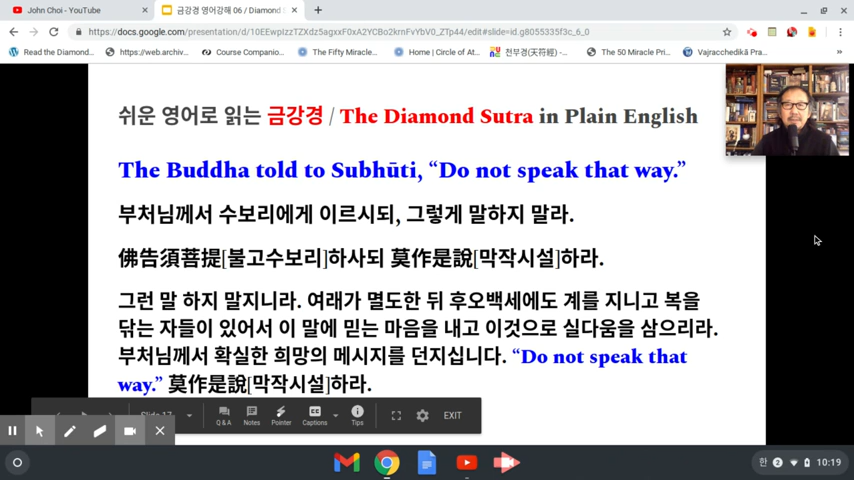 John Choi - YouTube
금강경 영어강해 06 / Diamond S
https://docs.google.com/presentation/d/10EEwpIzzTZXdz5agxxF0xA2YCBo2krnFvYbV0_ZTp44/edit#slide=id.g8055335f3c_6_0
Read the Diamond... https://web.archiv... Course Companio... The Fifty Miracle... Home | Circle of At... 천부경(天符經) -... The 50 Miracle Pri... Vajracchedikā Pra...
쉬운 영어로 읽는 금강경 / The Diamond Sutra in Plain English
The Buddha told to Subhūti, “Do not speak that way.”
부처님께서 수보리에게 이르시되, 그렇게 말하지 말라.
佛告須菩提[불고수보리]하사되 莫作是說[막작시설]하라.
그런 말 하지 말지니라. 여래가 멸도한 뒤 후오백세에도 계를 지니고 복을
닦는 자들이 있어서 이 말에 믿는 마음을 내고 이것으로 실다움을 삼으리라.
부처님께서 확실한 희망의 메시지를 던지십니다. “Do not speak that
way.” 莫作是說[막작시설]하라.
Slide 17
Q & A Notes Pointer Captions Tips EXIT
한 2 10:19